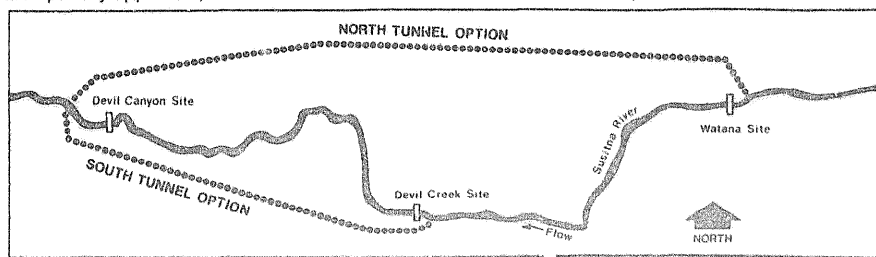 NORTH TUNNEL OPTION
Devil Canyon Site
Susitna River
Watana Site
SOUTH TUNNEL OPTION
Devil Creek Site
Flow
NORTH